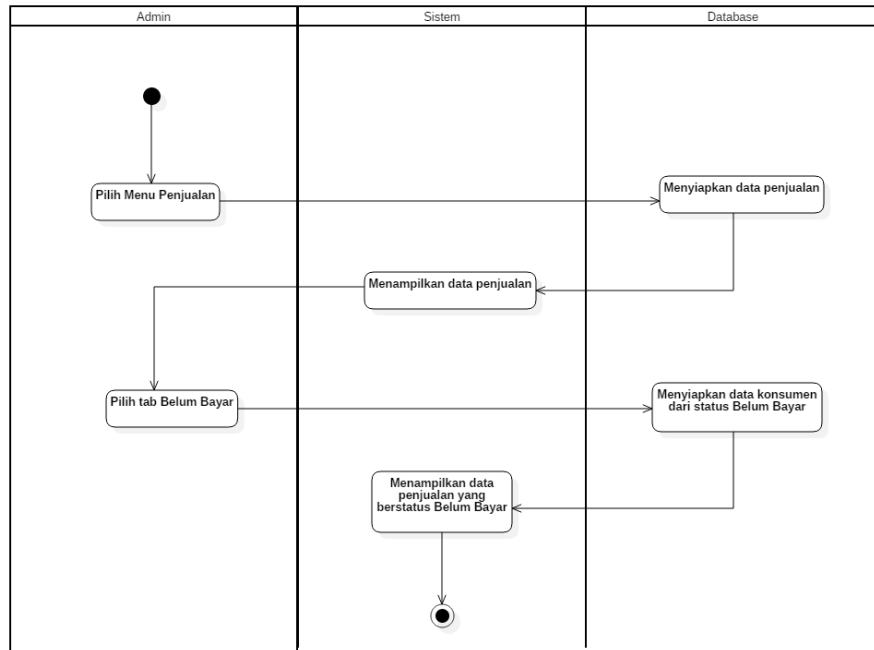 Admin
Sistem
Database
Pilih Menu Penjualan
Menyiapkan data penjualan
Menampilkan data penjualan
Pilih tab Belum Bayar
Menyiapkan data konsumen
dari status Belum Bayar
Menampilkan data
penjualan yang
berstatus Belum Bayar